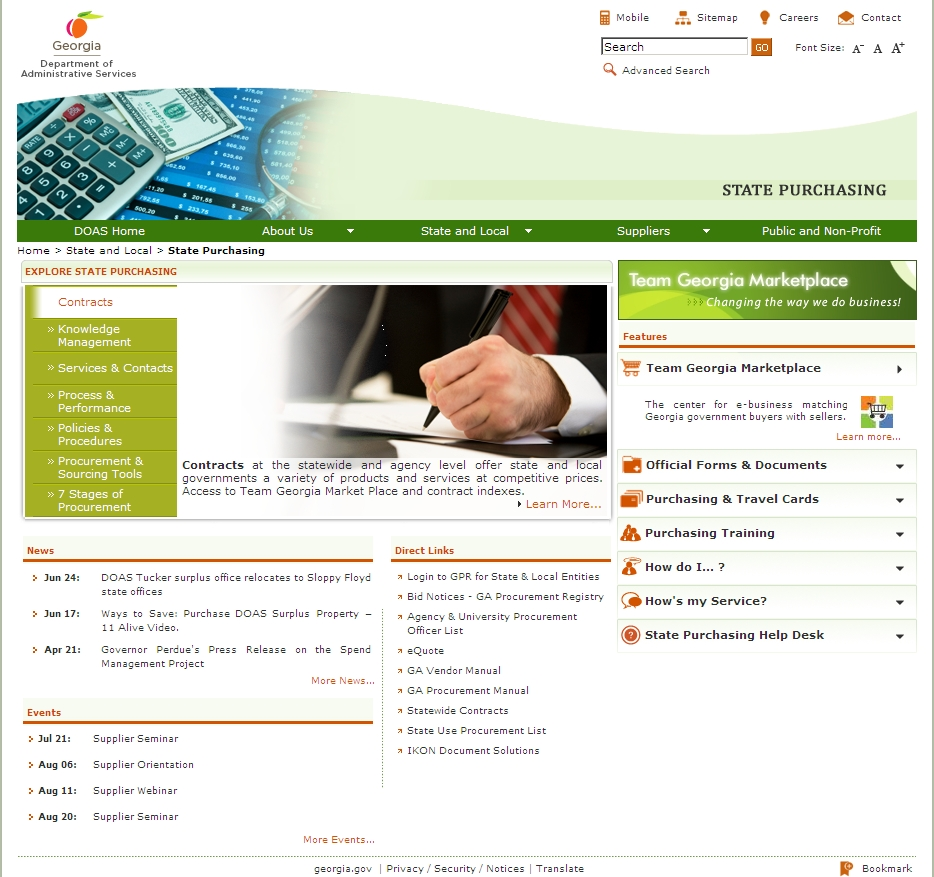 Georgia
Department of
Administrative Services
Mobile
Sitemap
Careers
Contact
Search
GO
Font Size: A- A A+
Advanced Search
STATE PURCHASING
DOAS Home
About Us
State and Local
Suppliers
Public and Non-Profit
Home > State and Local > State Purchasing
EXPLORE STATE PURCHASING
Contracts
» Knowledge
Management
» Services & Contacts
» Process &
Performance
» Policies &
Procedures
» Procurement &
Sourcing Tools
» 7 Stages of
Procurement
Contracts at the statewide and agency level offer state and local
governments a variety of products and services at competitive prices.
Access to Team Georgia Market Place and contract indexes.
Learn More...
News
Jun 24: DOAS Tucker surplus office relocates to Sloppy Floyd
state offices
Jun 17: Ways to Save: Purchase DOAS Surplus Property –
11 Alive Video.
Apr 21: Governor Perdue's Press Release on the Spend
Management Project
More News...
Events
Jul 21: Supplier Seminar
Aug 06: Supplier Orientation
Aug 11: Supplier Webinar
Aug 20: Supplier Seminar
More Events...
Direct Links
Login to GPR for State & Local Entities
Bid Notices - GA Procurement Registry
Agency & University Procurement
Officer List
eQuote
GA Vendor Manual
GA Procurement Manual
Statewide Contracts
State Use Procurement List
IKON Document Solutions
Team Georgia Marketplace
Changing the way we do business!
Features
Team Georgia Marketplace
The center for e-business matching
Georgia government buyers with sellers.
Learn more...
Official Forms & Documents
Purchasing & Travel Cards
Purchasing Training
How do I... ?
How's my Service?
State Purchasing Help Desk
georgia.gov | Privacy / Security / Notices | Translate
Bookmark